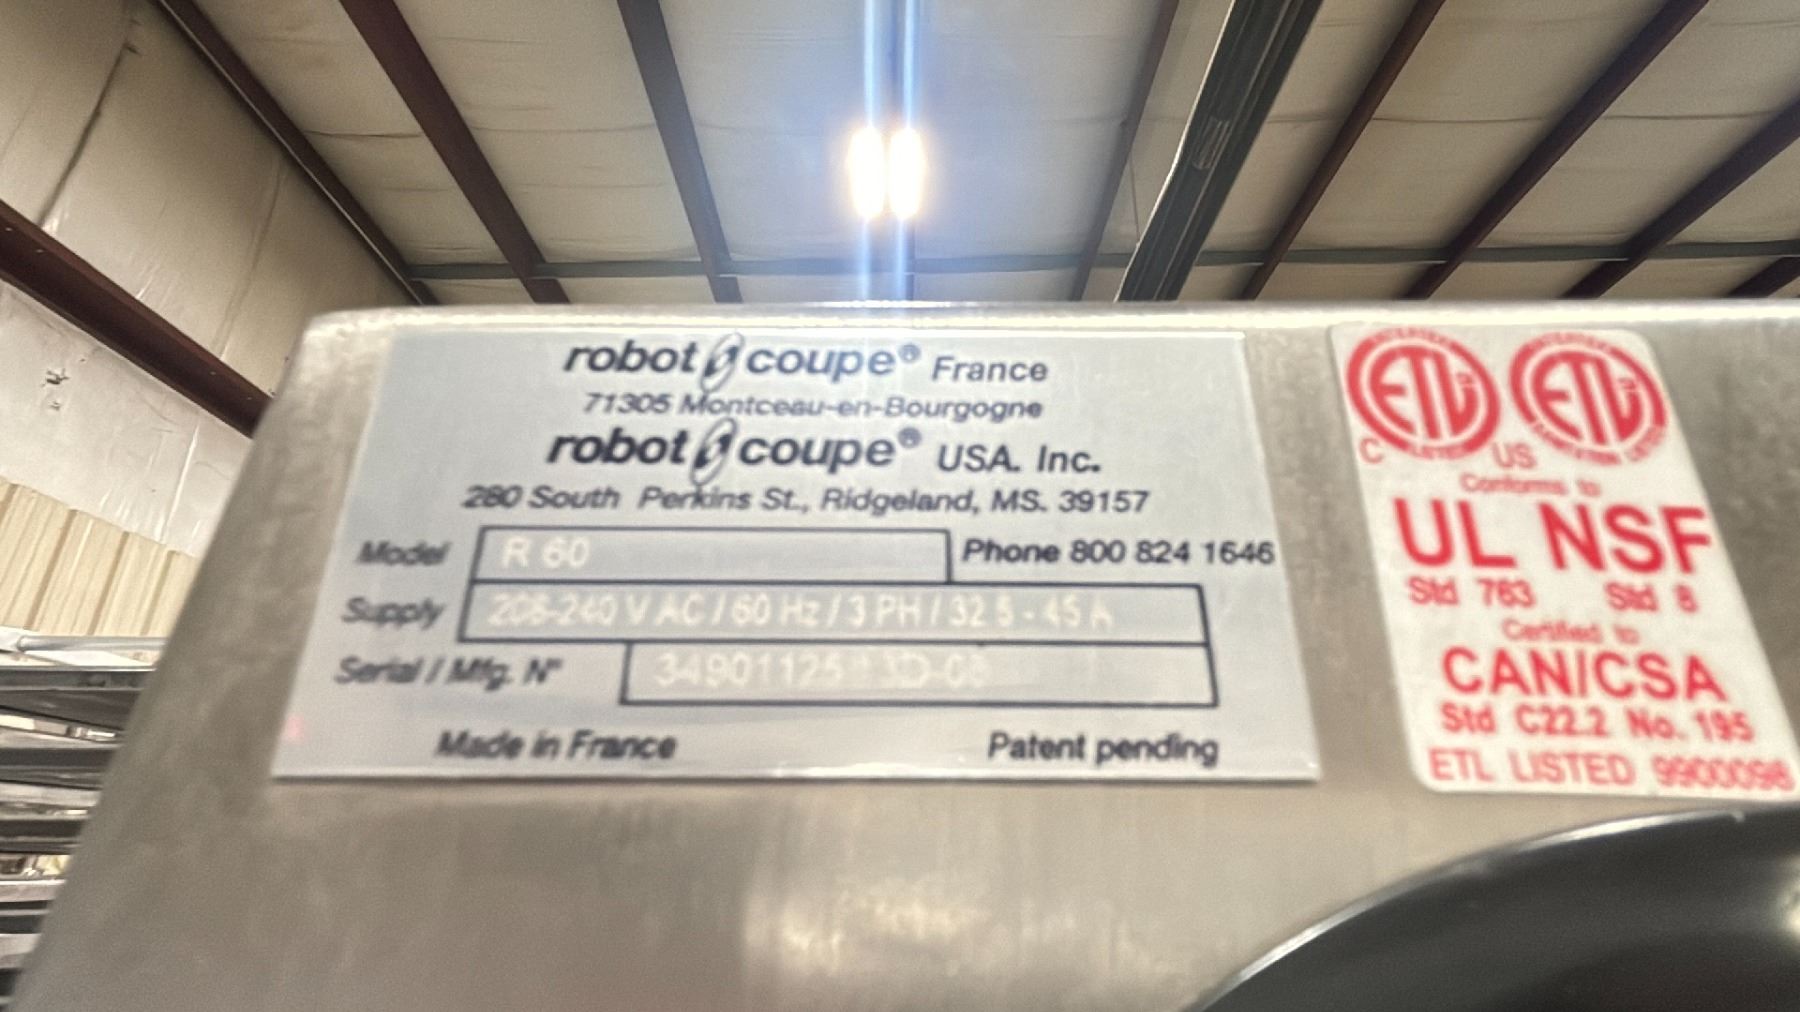 robot coupe® France
71305 Montceau-en-Bourgogne
robot coupe® USA. Inc.
280 South Perkins St., Ridgeland, MS. 39157
Model R 60 Phone 800 824 1646
Supply 208-240 V AC / 60 Hz / 3 PH / 32 5 - 45 A
Serial / Mfg. N°
Made in France Patent pending
ETL ETL
C US
Conforms to
UL NSF
Std 763 Std 8
Certified to
CAN/CSA
Std C22.2 No. 195
ETL LISTED 9900098